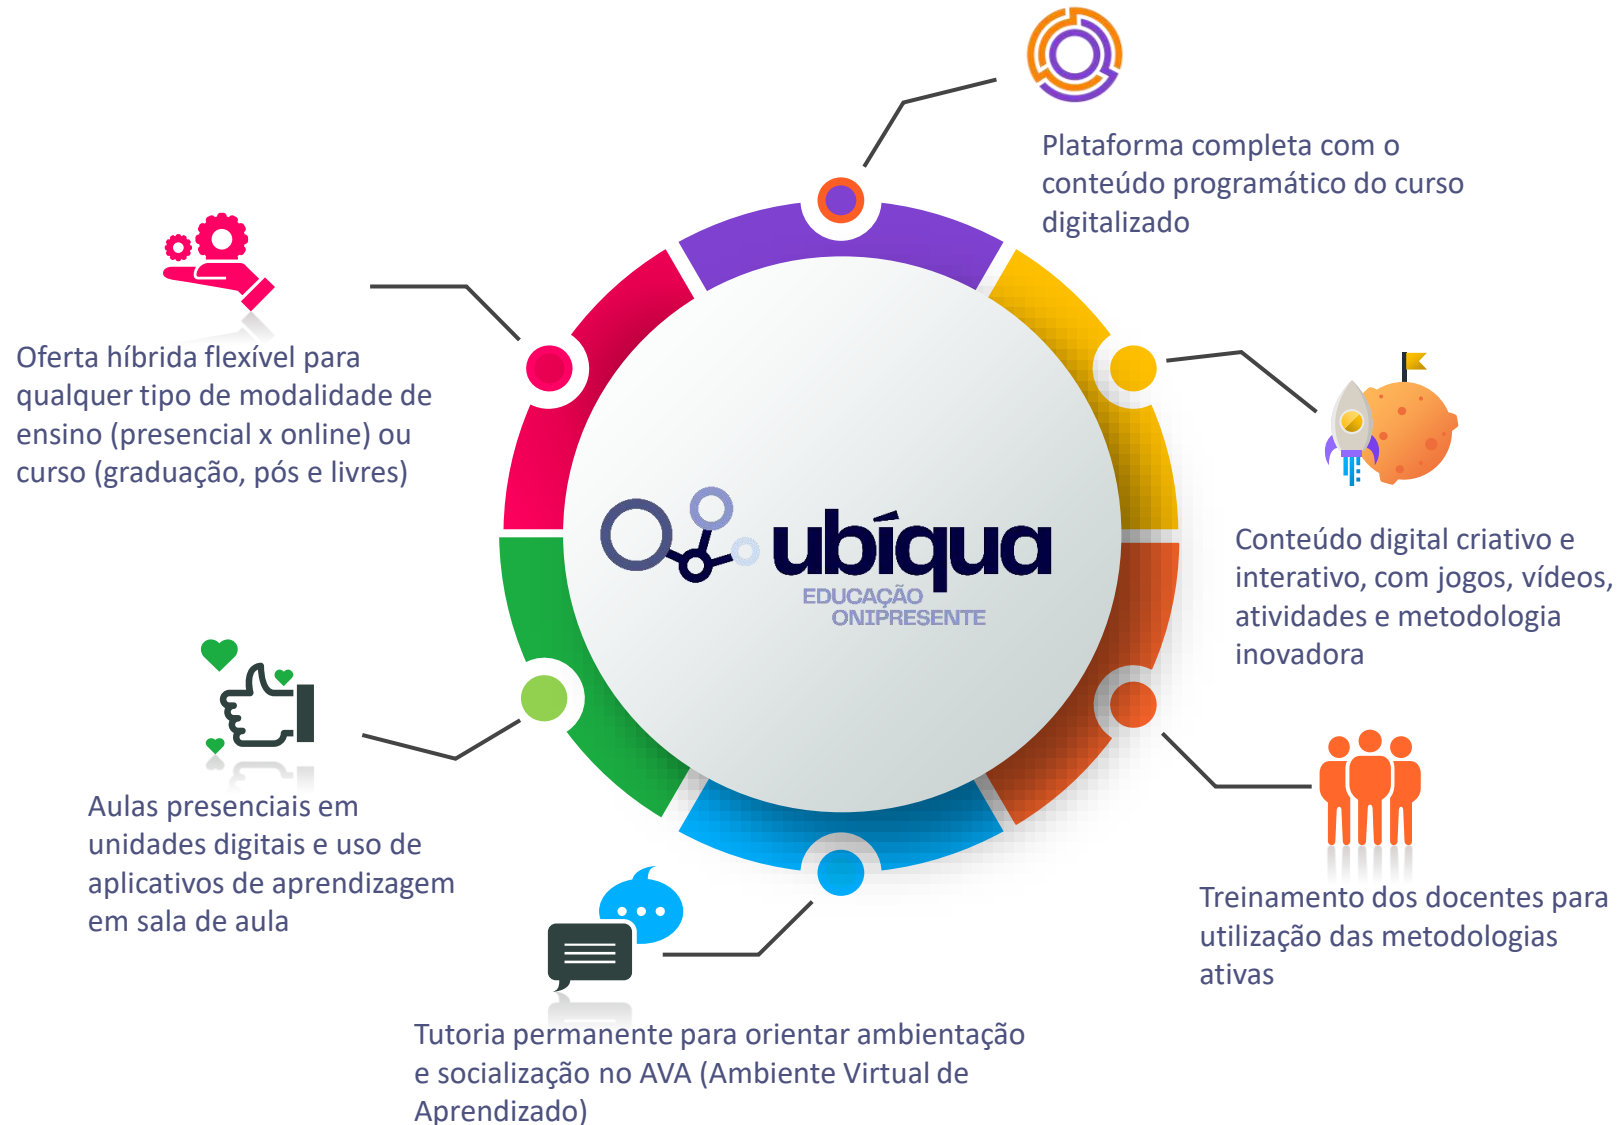 Plataforma completa com o
conteúdo programático do curso
digitalizado
Oferta híbrida flexível para
qualquer tipo de modalidade de
ensino (presencial x online) ou
curso (graduação, pós e livres)
ubíqua
EDUCAÇÃO
ONIPRESENTE
Conteúdo digital criativo e
interativo, com jogos, vídeos,
atividades e metodologia
inovadora
Aulas presenciais em
unidades digitais e uso de
aplicativos de aprendizagem
em sala de aula
Treinamento dos docentes para
utilização das metodologias
ativas
Tutoria permanente para orientar ambientação
e socialização no AVA (Ambiente Virtual de
Aprendizado)